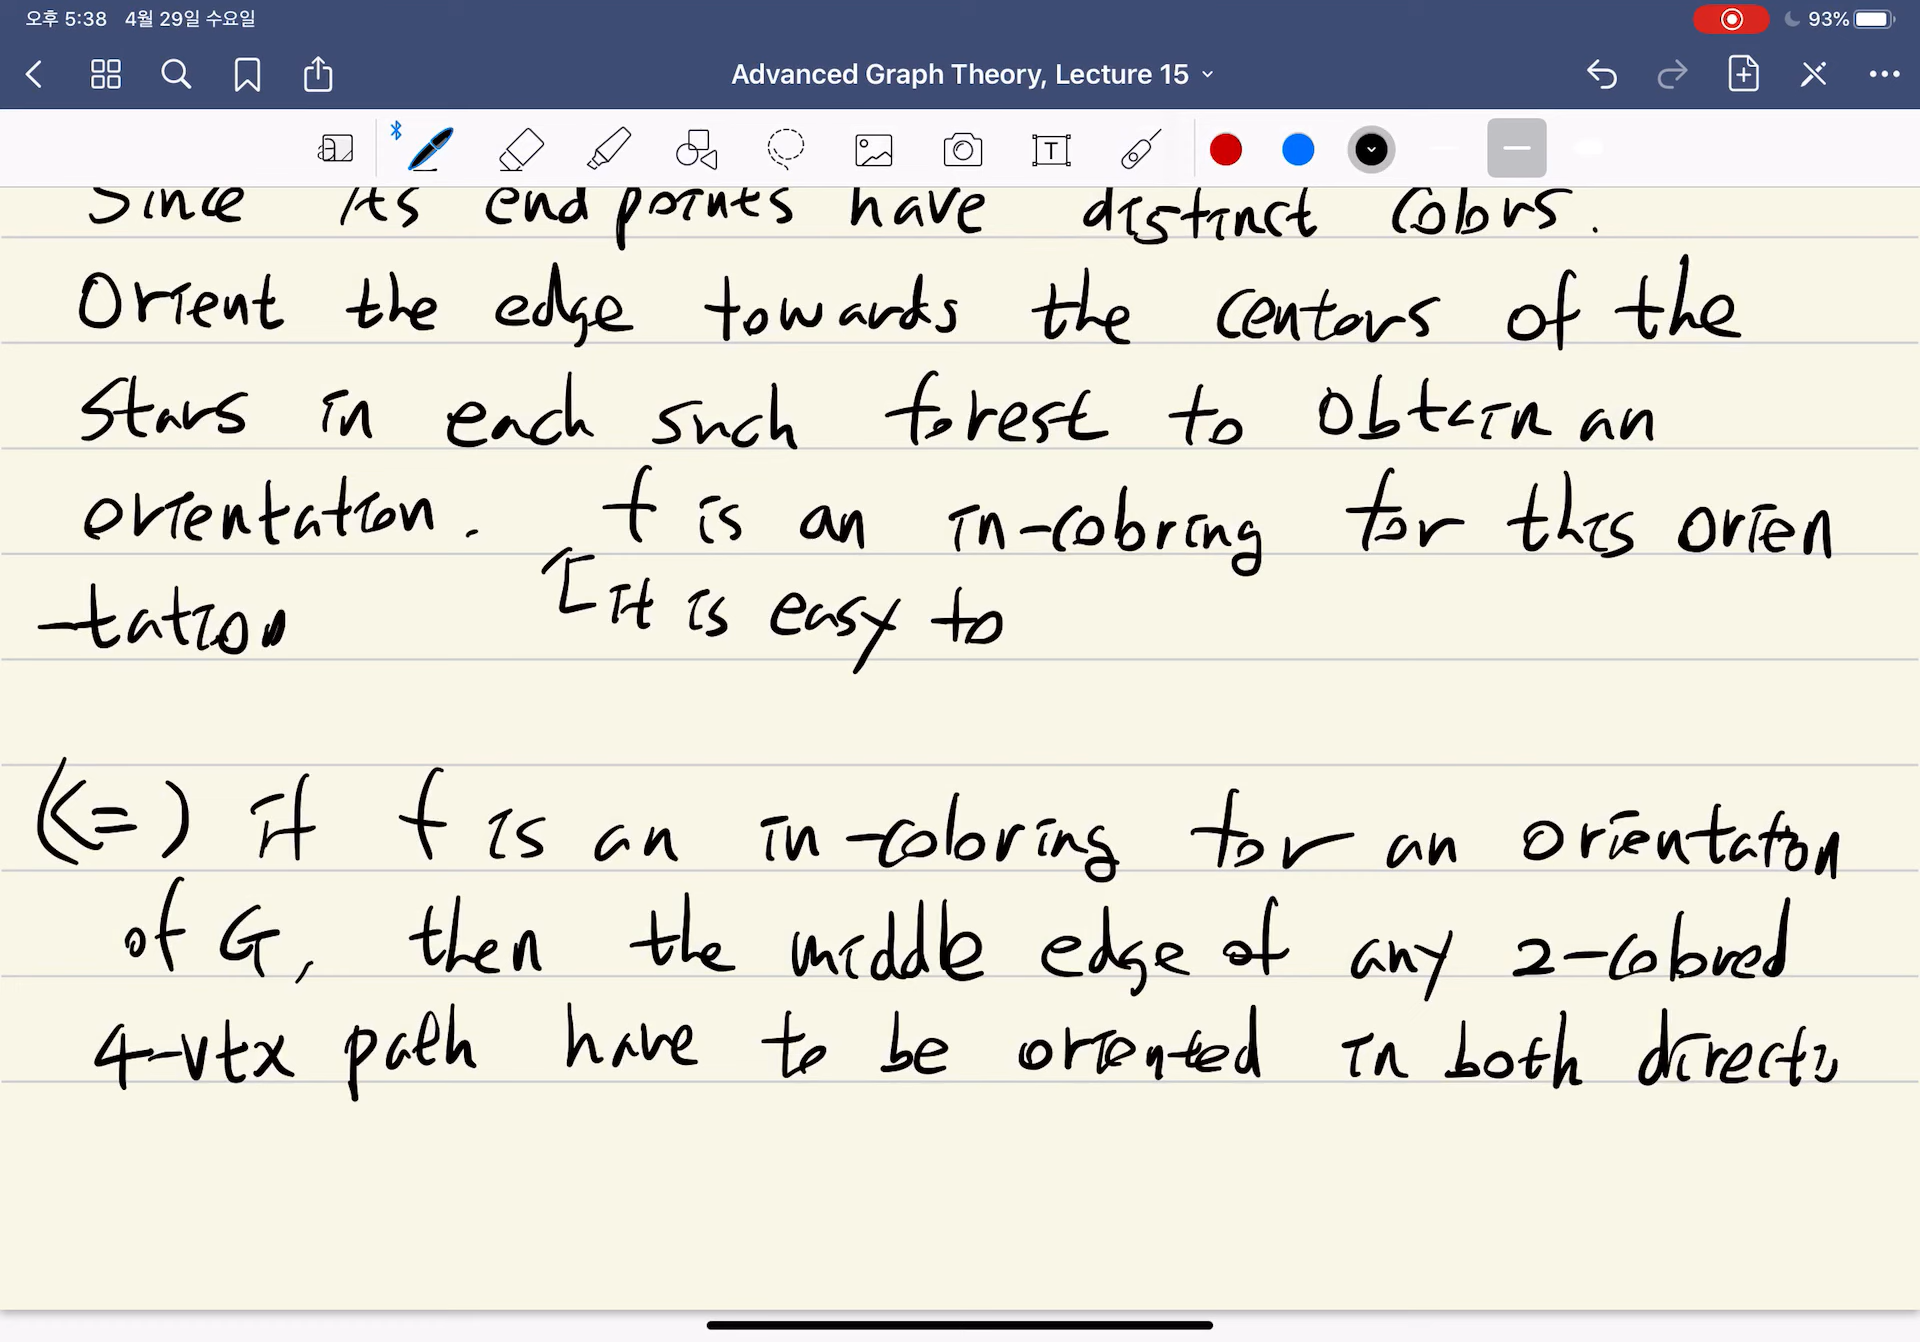 오후 5:38 4월 29일 수요일
93%
Advanced Graph Theory, Lecture 15
Since its endpoints have distinct colors.
Orient the edge towards the centers of the
stars in each such forest to obtain an
orientation. f is an in-coloring for this orien
-tation [it is easy to
(<=) if f is an in-coloring for an orientation
of G, then the middle edge of any 2-colored
4-vtx path have to be oriented in both directi